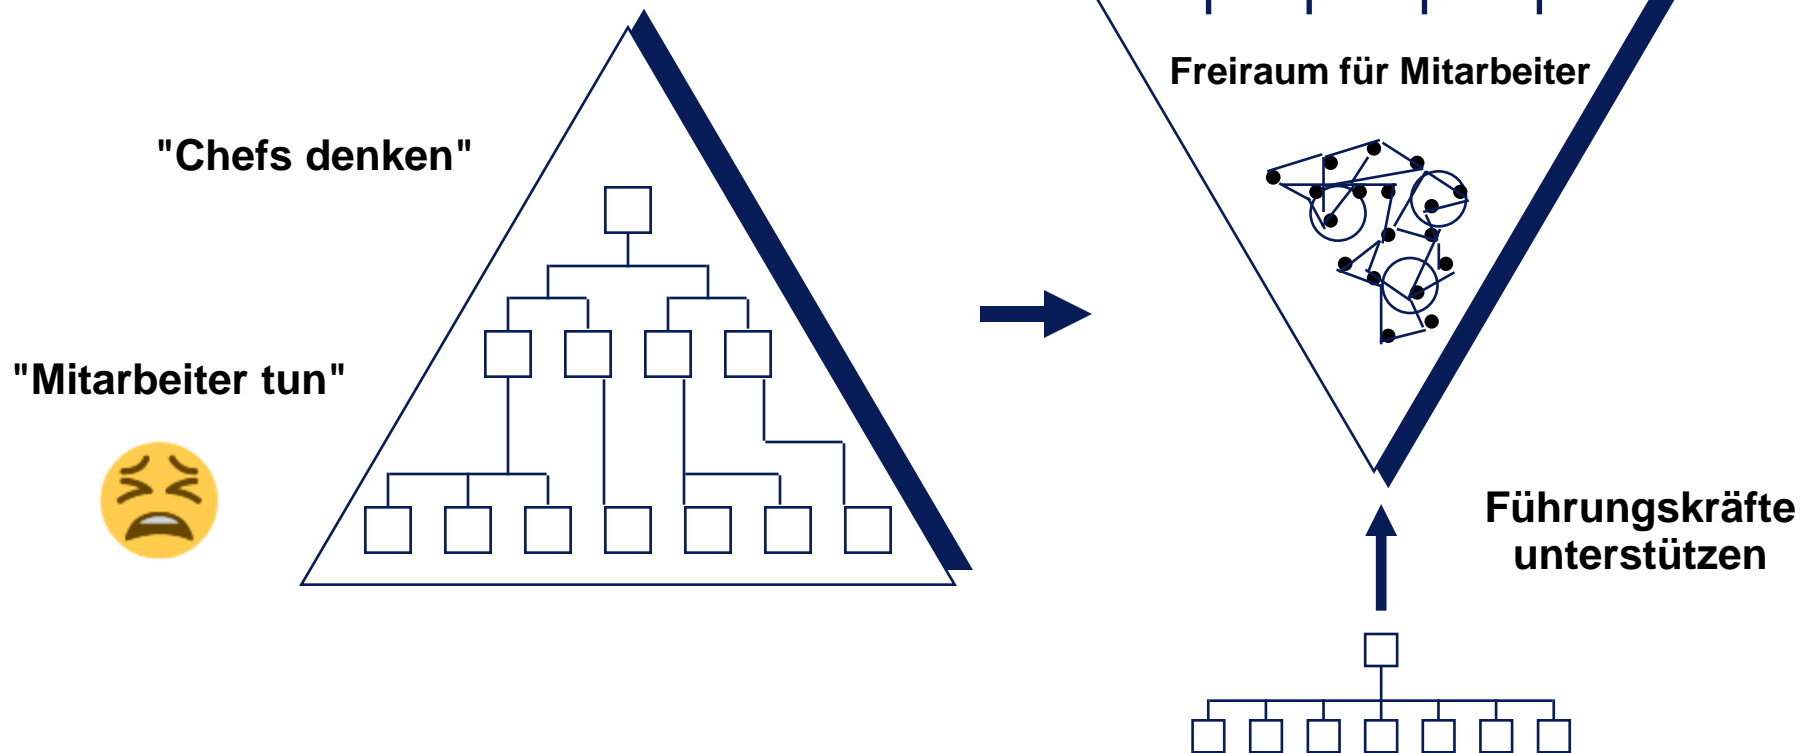 Freiraum für Mitarbeiter
"Chefs denken"
"Mitarbeiter tun"
Führungskräfte
unterstützen